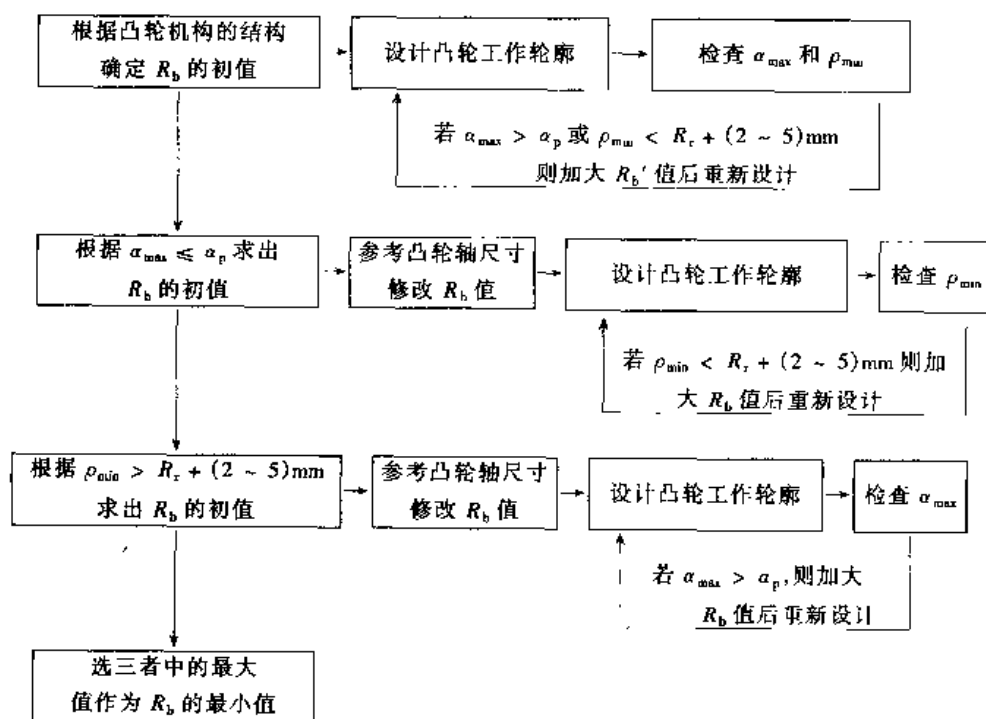 根据凸轮机构的结构
确定 R_b 的初值
设计凸轮工作轮廓
检查 α_max 和 ρ_min
若 α_max > α_p 或 ρ_min < R_r + (2 ~ 5)mm
则加大 R_b' 值后重新设计
根据 α_max ≤ α_p 求出
R_b 的初值
参考凸轮轴尺寸
修改 R_b 值
设计凸轮工作轮廓
检查 ρ_min
若 ρ_min < R_r + (2 ~ 5)mm 则加
大 R_b 值后重新设计
根据 ρ_min > R_r + (2 ~ 5)mm
求出 R_b 的初值
参考凸轮轴尺寸
修改 R_b 值
设计凸轮工作轮廓
检查 α_max
若 α_max > α_p,则加大
R_b 值后重新设计
选三者中的最大
值作为 R_b 的最小值